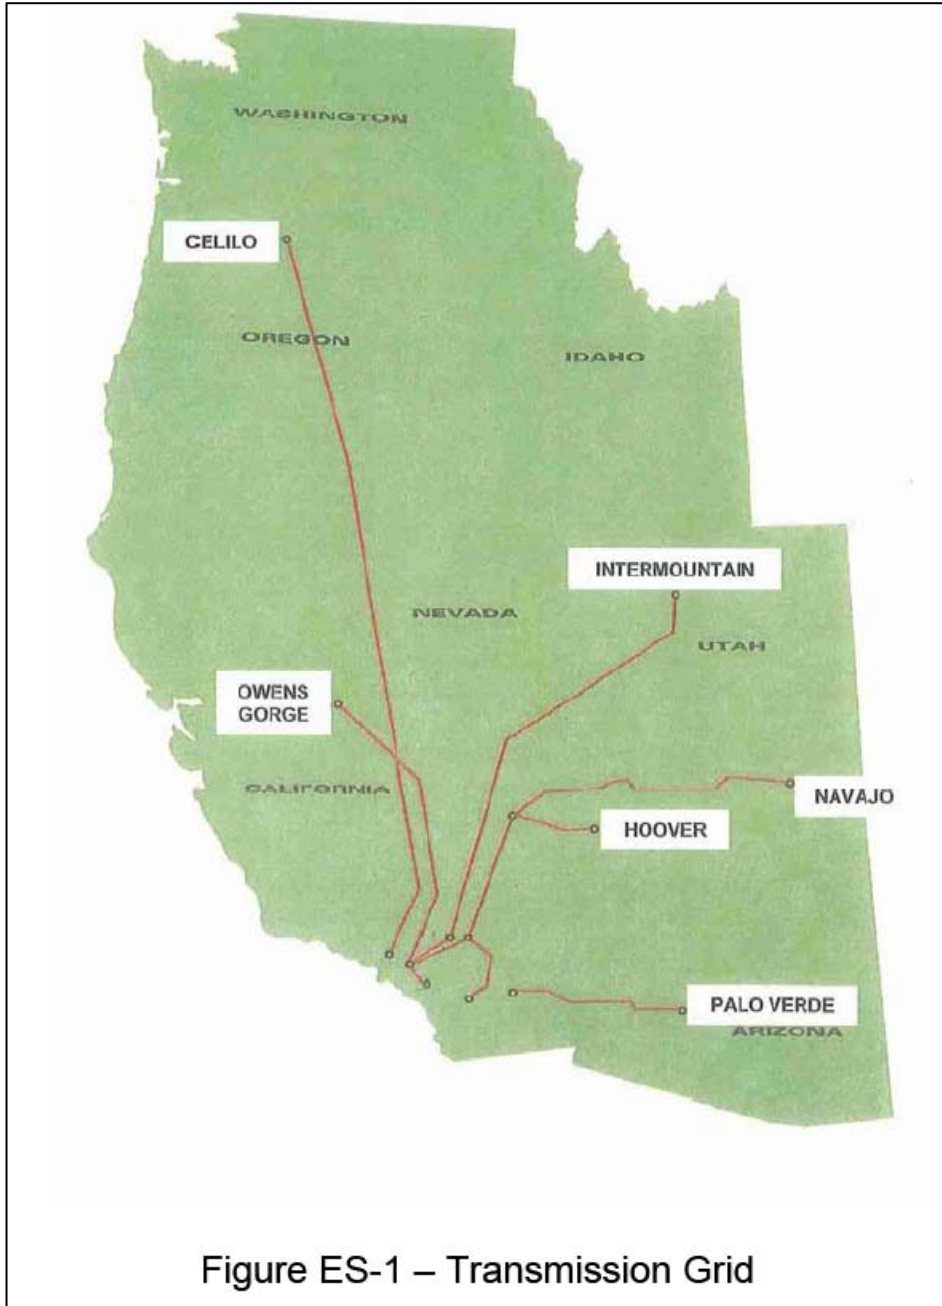 WASHINGTON
CELILO
OREGON
IDAHO
INTERMOUNTAIN
NEVADA
UTAH
OWENS
GORGE
CALIFORNIA
NAVAJO
HOOVER
PALO VERDE
ARIZONA
Figure ES-1 – Transmission Grid